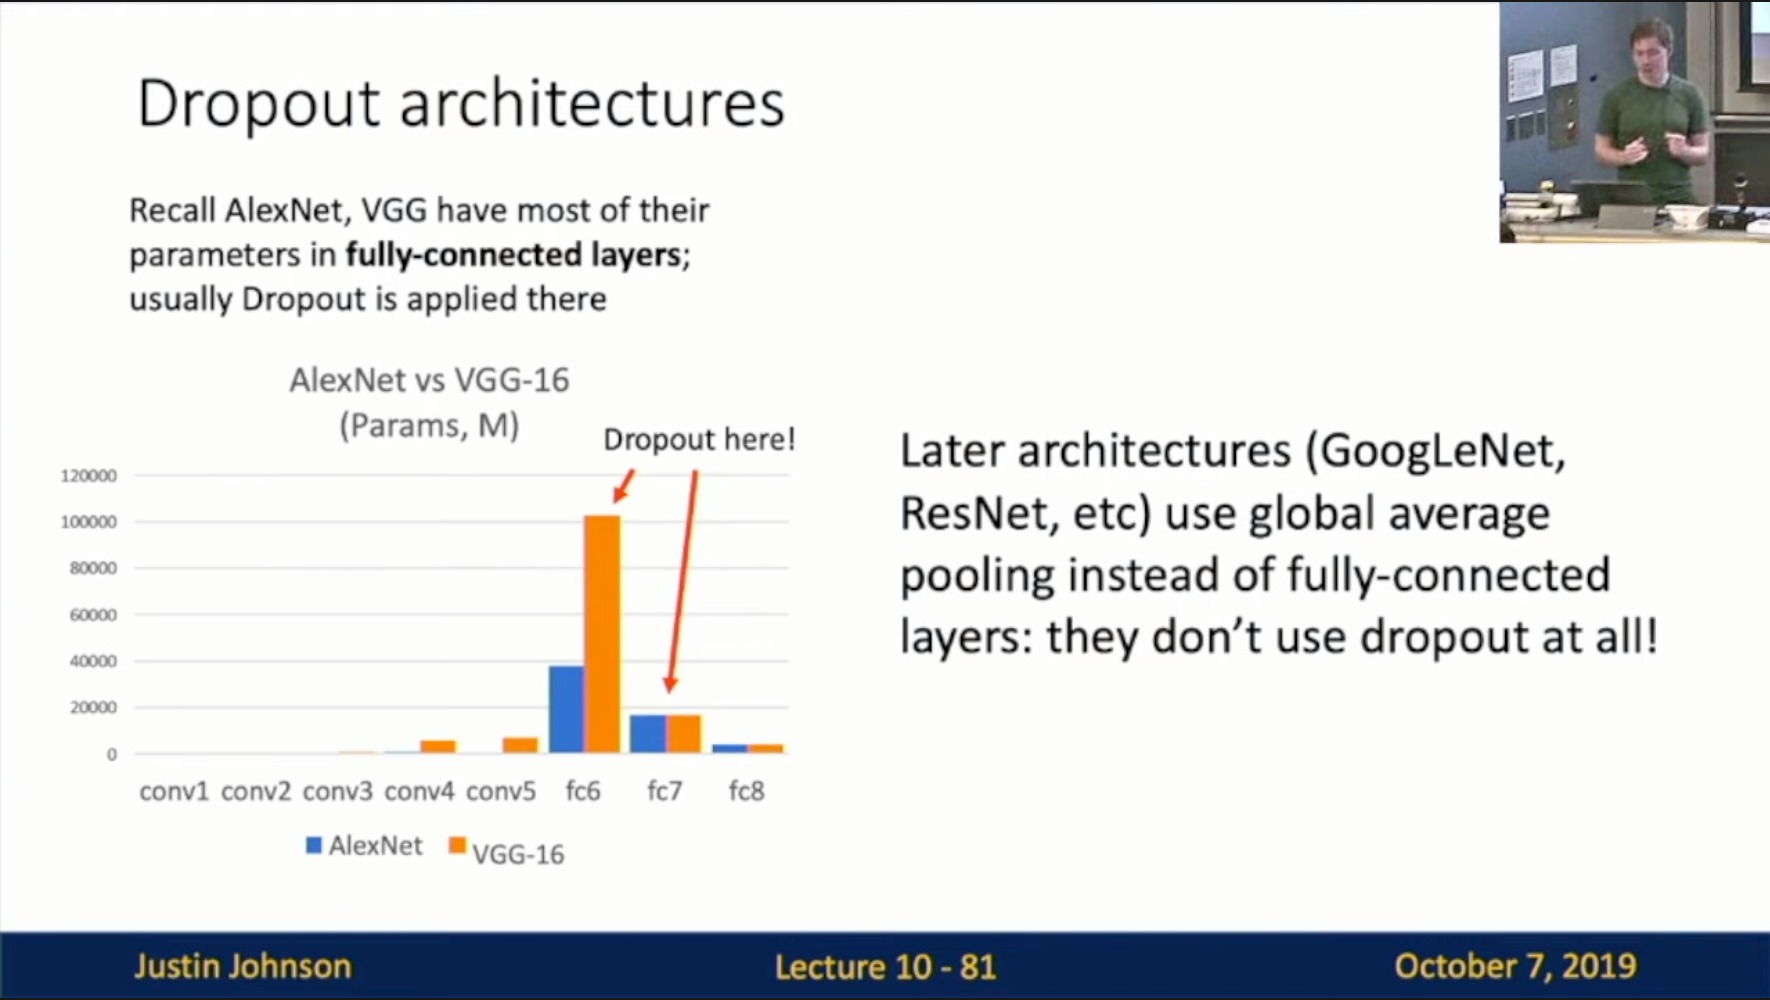 Dropout architectures
Recall AlexNet, VGG have most of their
parameters in fully-connected layers;
usually Dropout is applied there
AlexNet vs VGG-16
(Params, M)
Dropout here!
120000
100000
80000
60000
40000
20000
0
conv1 conv2 conv3 conv4 conv5 fc6 fc7 fc8
AlexNet VGG-16
Later architectures (GoogLeNet,
ResNet, etc) use global average
pooling instead of fully-connected
layers: they don't use dropout at all!
Justin Johnson
Lecture 10 - 81
October 7, 2019